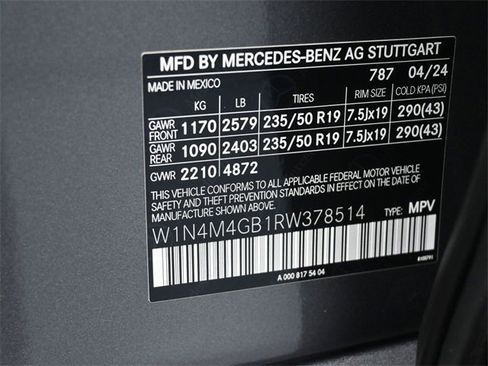 MFD BY MERCEDES-BENZ AG STUTTGART
787 04/24
MADE IN MEXICO
KG LB TIRES RIM SIZE COLD KPA (PSI)
GAWR FRONT 1170 2579 235/50 R19 7.5Jx19 290(43)
GAWR REAR 1090 2403 235/50 R19 7.5Jx19 290(43)
GVWR 2210 4872
THIS VEHICLE CONFORMS TO ALL APPLICABLE FEDERAL MOTOR VEHICLE
SAFETY AND THEFT PREVENTION STANDARDS IN EFFECT ON THE DATE OF
MANUFACTURE SHOWN ABOVE.
W1N4M4GB1RW378514 TYPE: MPV
A 000 817 54 04